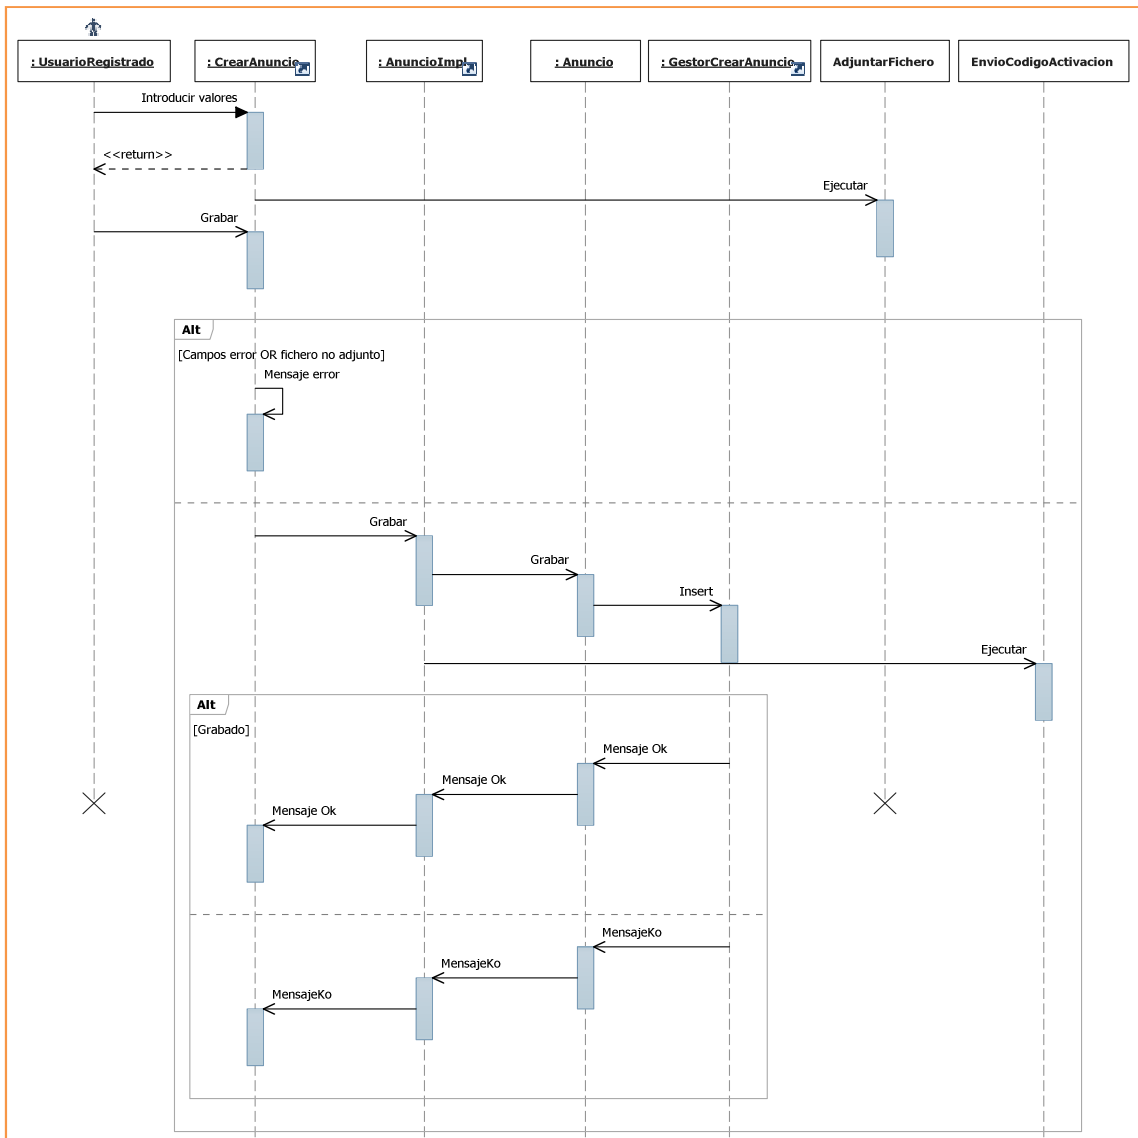 : UsuarioRegistrado
: CrearAnuncio
: AnuncioImpl
: Anuncio
: GestorCrearAnuncio
AdjuntarFichero
EnvioCodigoActivacion
Introducir valores
<<return>>
Ejecutar
Grabar
Alt
[Campos error OR fichero no adjunto]
Mensaje error
Grabar
Grabar
Insert
Ejecutar
Alt
[Grabado]
Mensaje Ok
Mensaje Ok
Mensaje Ok
MensajeKo
MensajeKo
MensajeKo